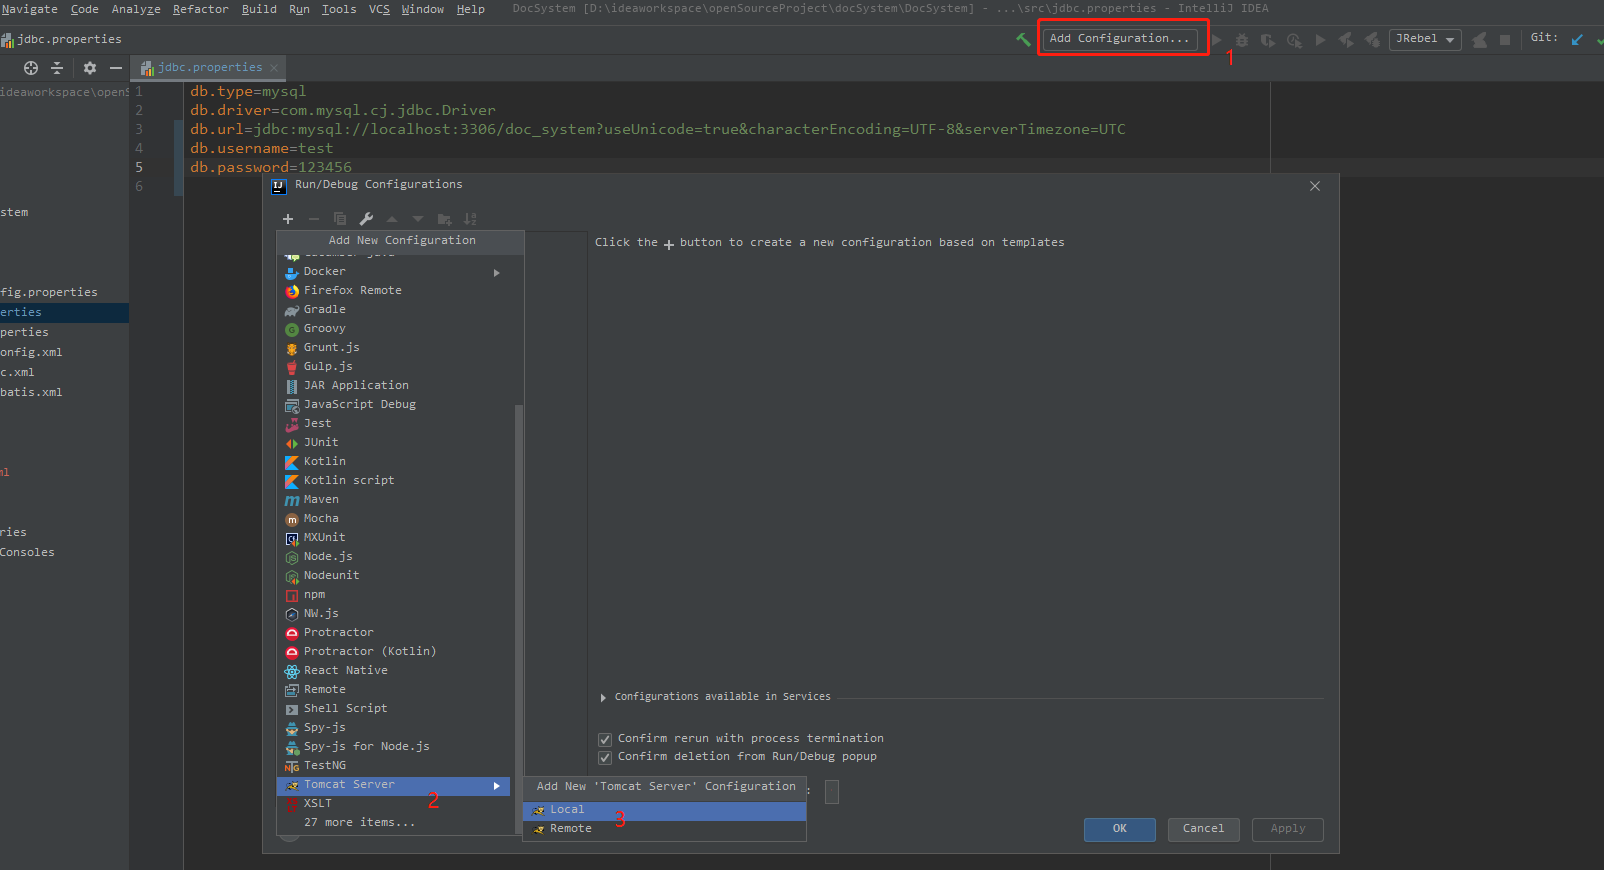 Navigate Code Analyze Refactor Build Run Tools VCS Window Help DocSystem [D:\ideaworkspace\openSourceProject\docSystem\DocSystem] - ...\src\jdbc.properties - IntelliJ IDEA
jdbc.properties Add Configuration... JRebel Git:
1
jdbc.properties
ideaworkspace\openS
1 db.type=mysql
2 db.driver=com.mysql.cj.jdbc.Driver
3 db.url=jdbc:mysql://localhost:3306/doc_system?useUnicode=true&characterEncoding=UTF-8&serverTimezone=UTC
4 db.username=test
5 db.password=123456
6
stem
fig.properties
erties
perties
onfig.xml
c.xml
batis.xml
ml
ries
Consoles
Run/Debug Configurations
Add New Configuration
Click the + button to create a new configuration based on templates
Docker
Firefox Remote
Gradle
Groovy
Grunt.js
Gulp.js
JAR Application
JavaScript Debug
Jest
JUnit
Kotlin
Kotlin script
Maven
Mocha
MXUnit
Node.js
Nodeunit
npm
NW.js
Protractor
Protractor (Kotlin)
React Native
Remote
Shell Script
Spy-js
Spy-js for Node.js
TestNG
Tomcat Server
2
XSLT
27 more items...
Configurations available in Services
Confirm rerun with process termination
Confirm deletion from Run/Debug popup
Add New 'Tomcat Server' Configuration :
Local
3
Remote
OK Cancel Apply